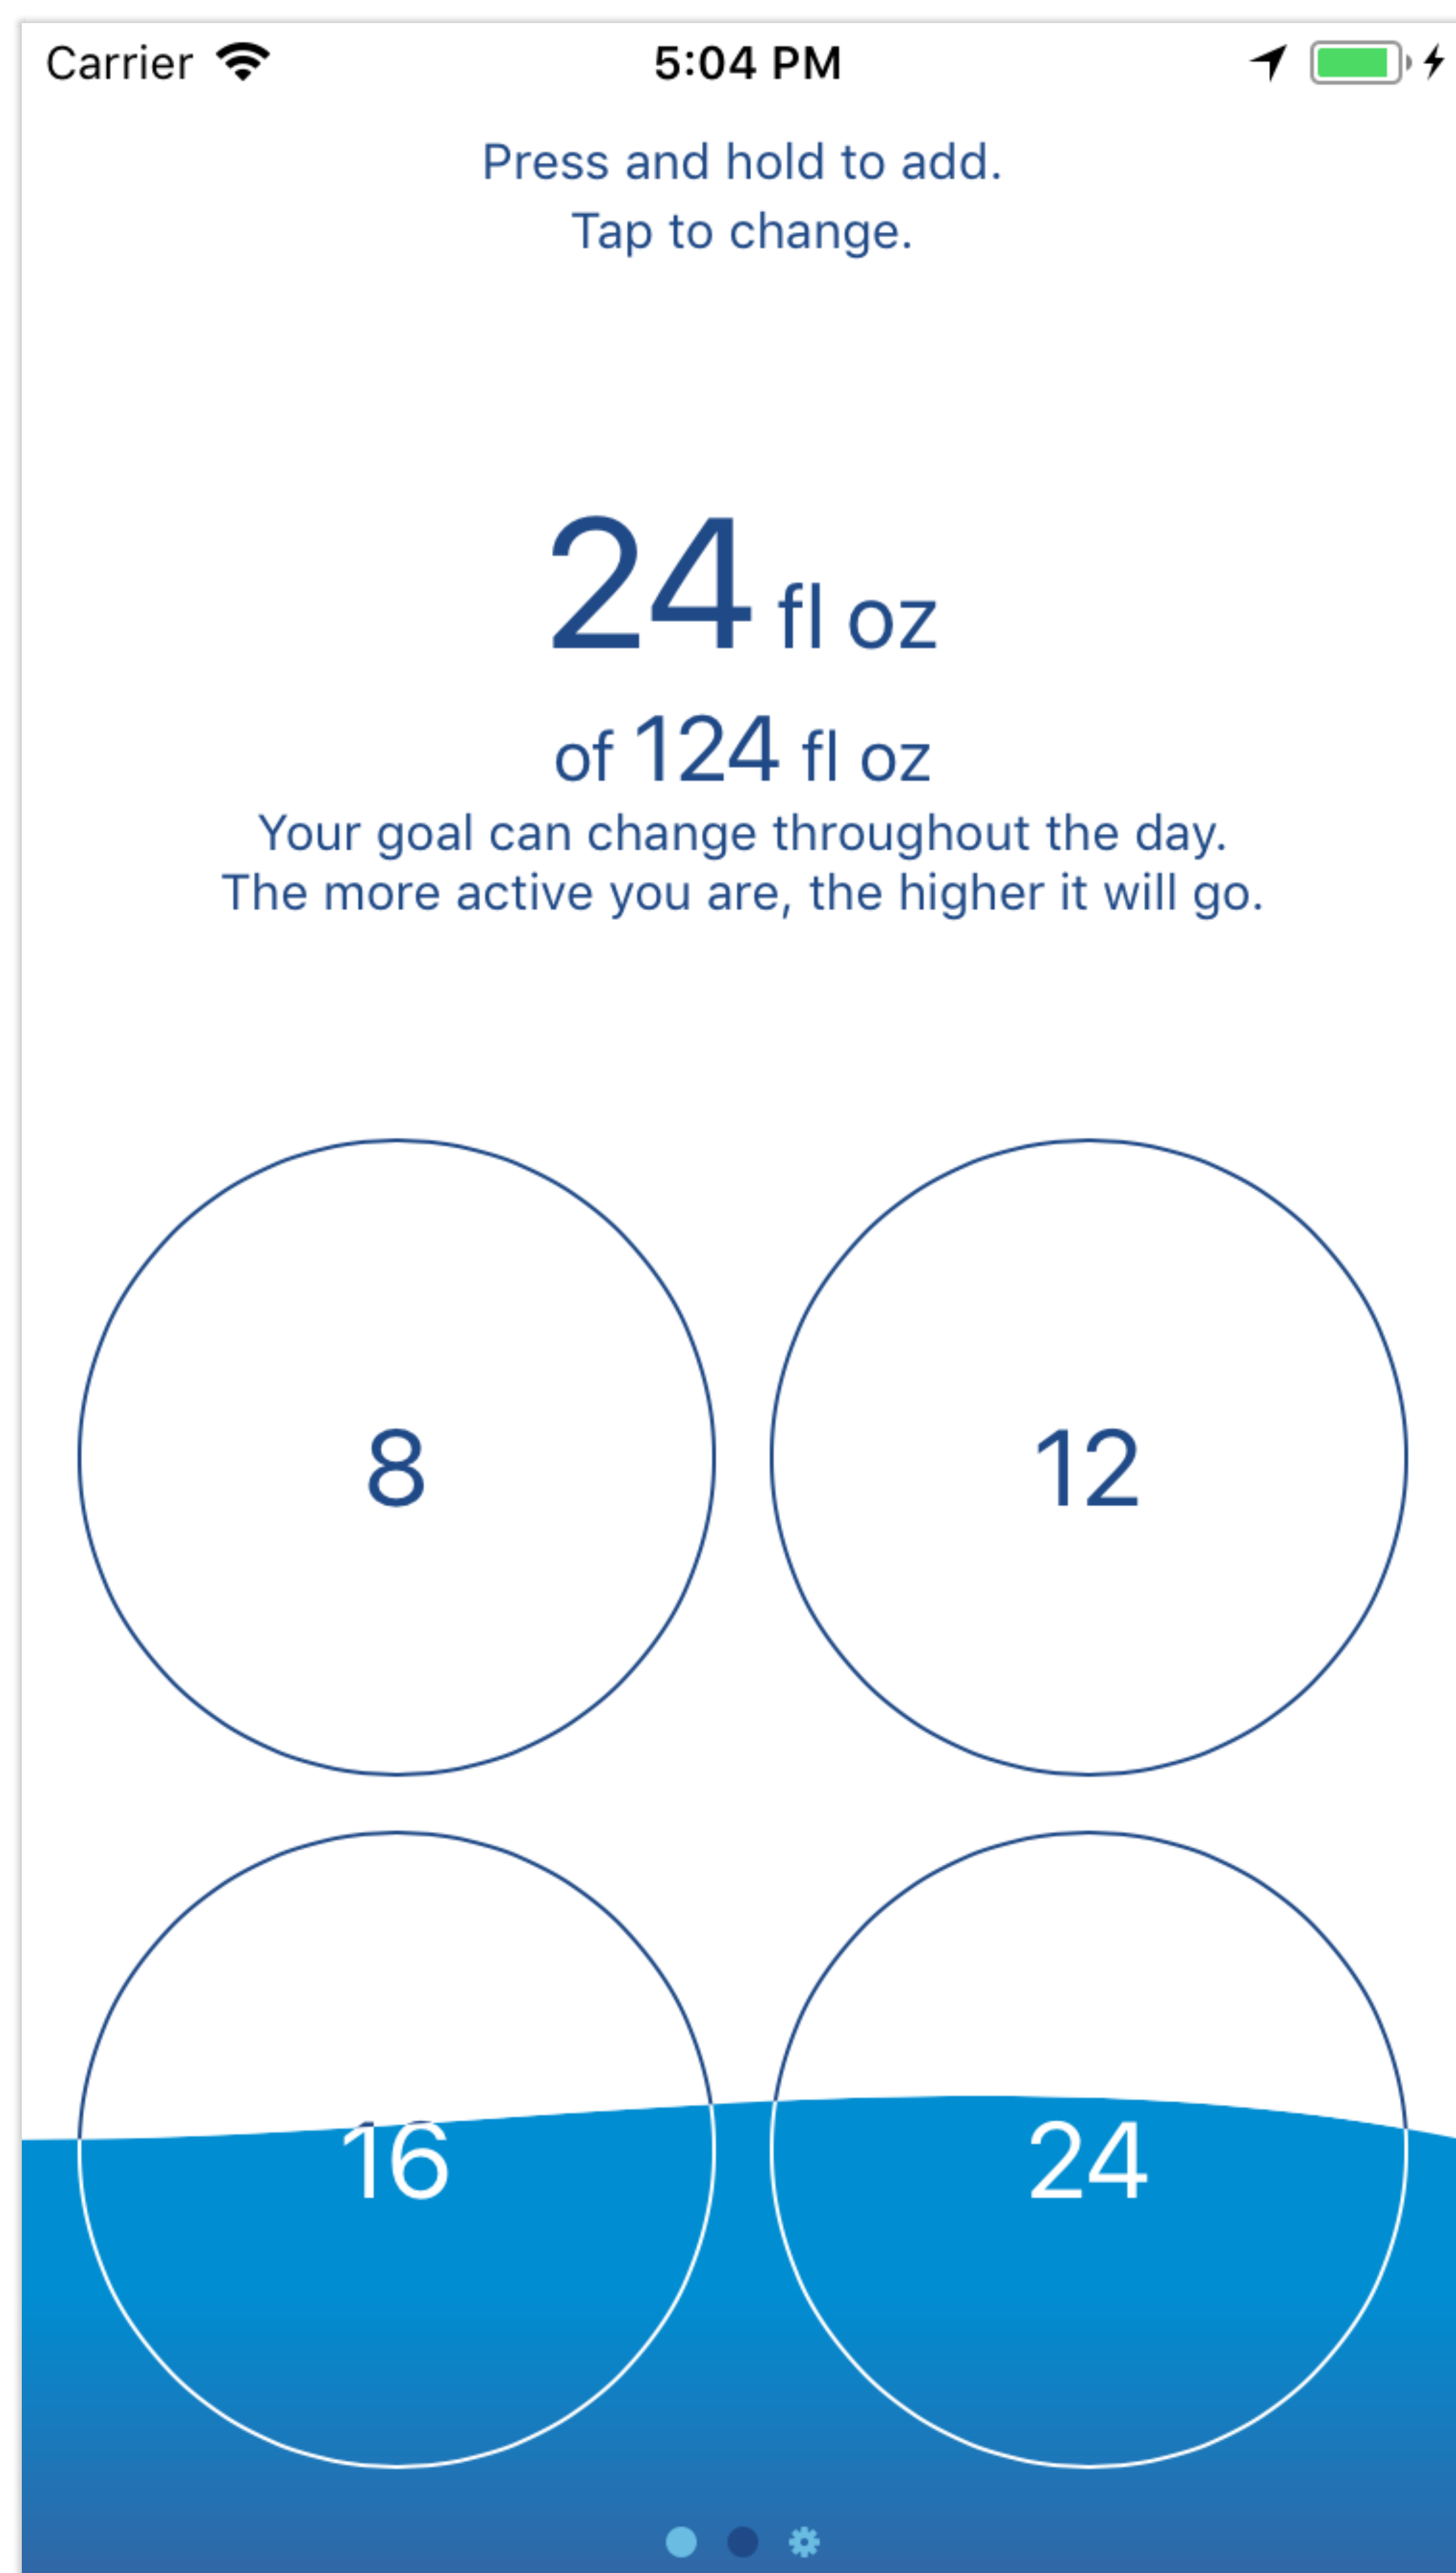 Carrier 5:04 PM
Press and hold to add.
Tap to change.
24 fl oz
of 124 fl oz
Your goal can change throughout the day.
The more active you are, the higher it will go.
8 12
16 24